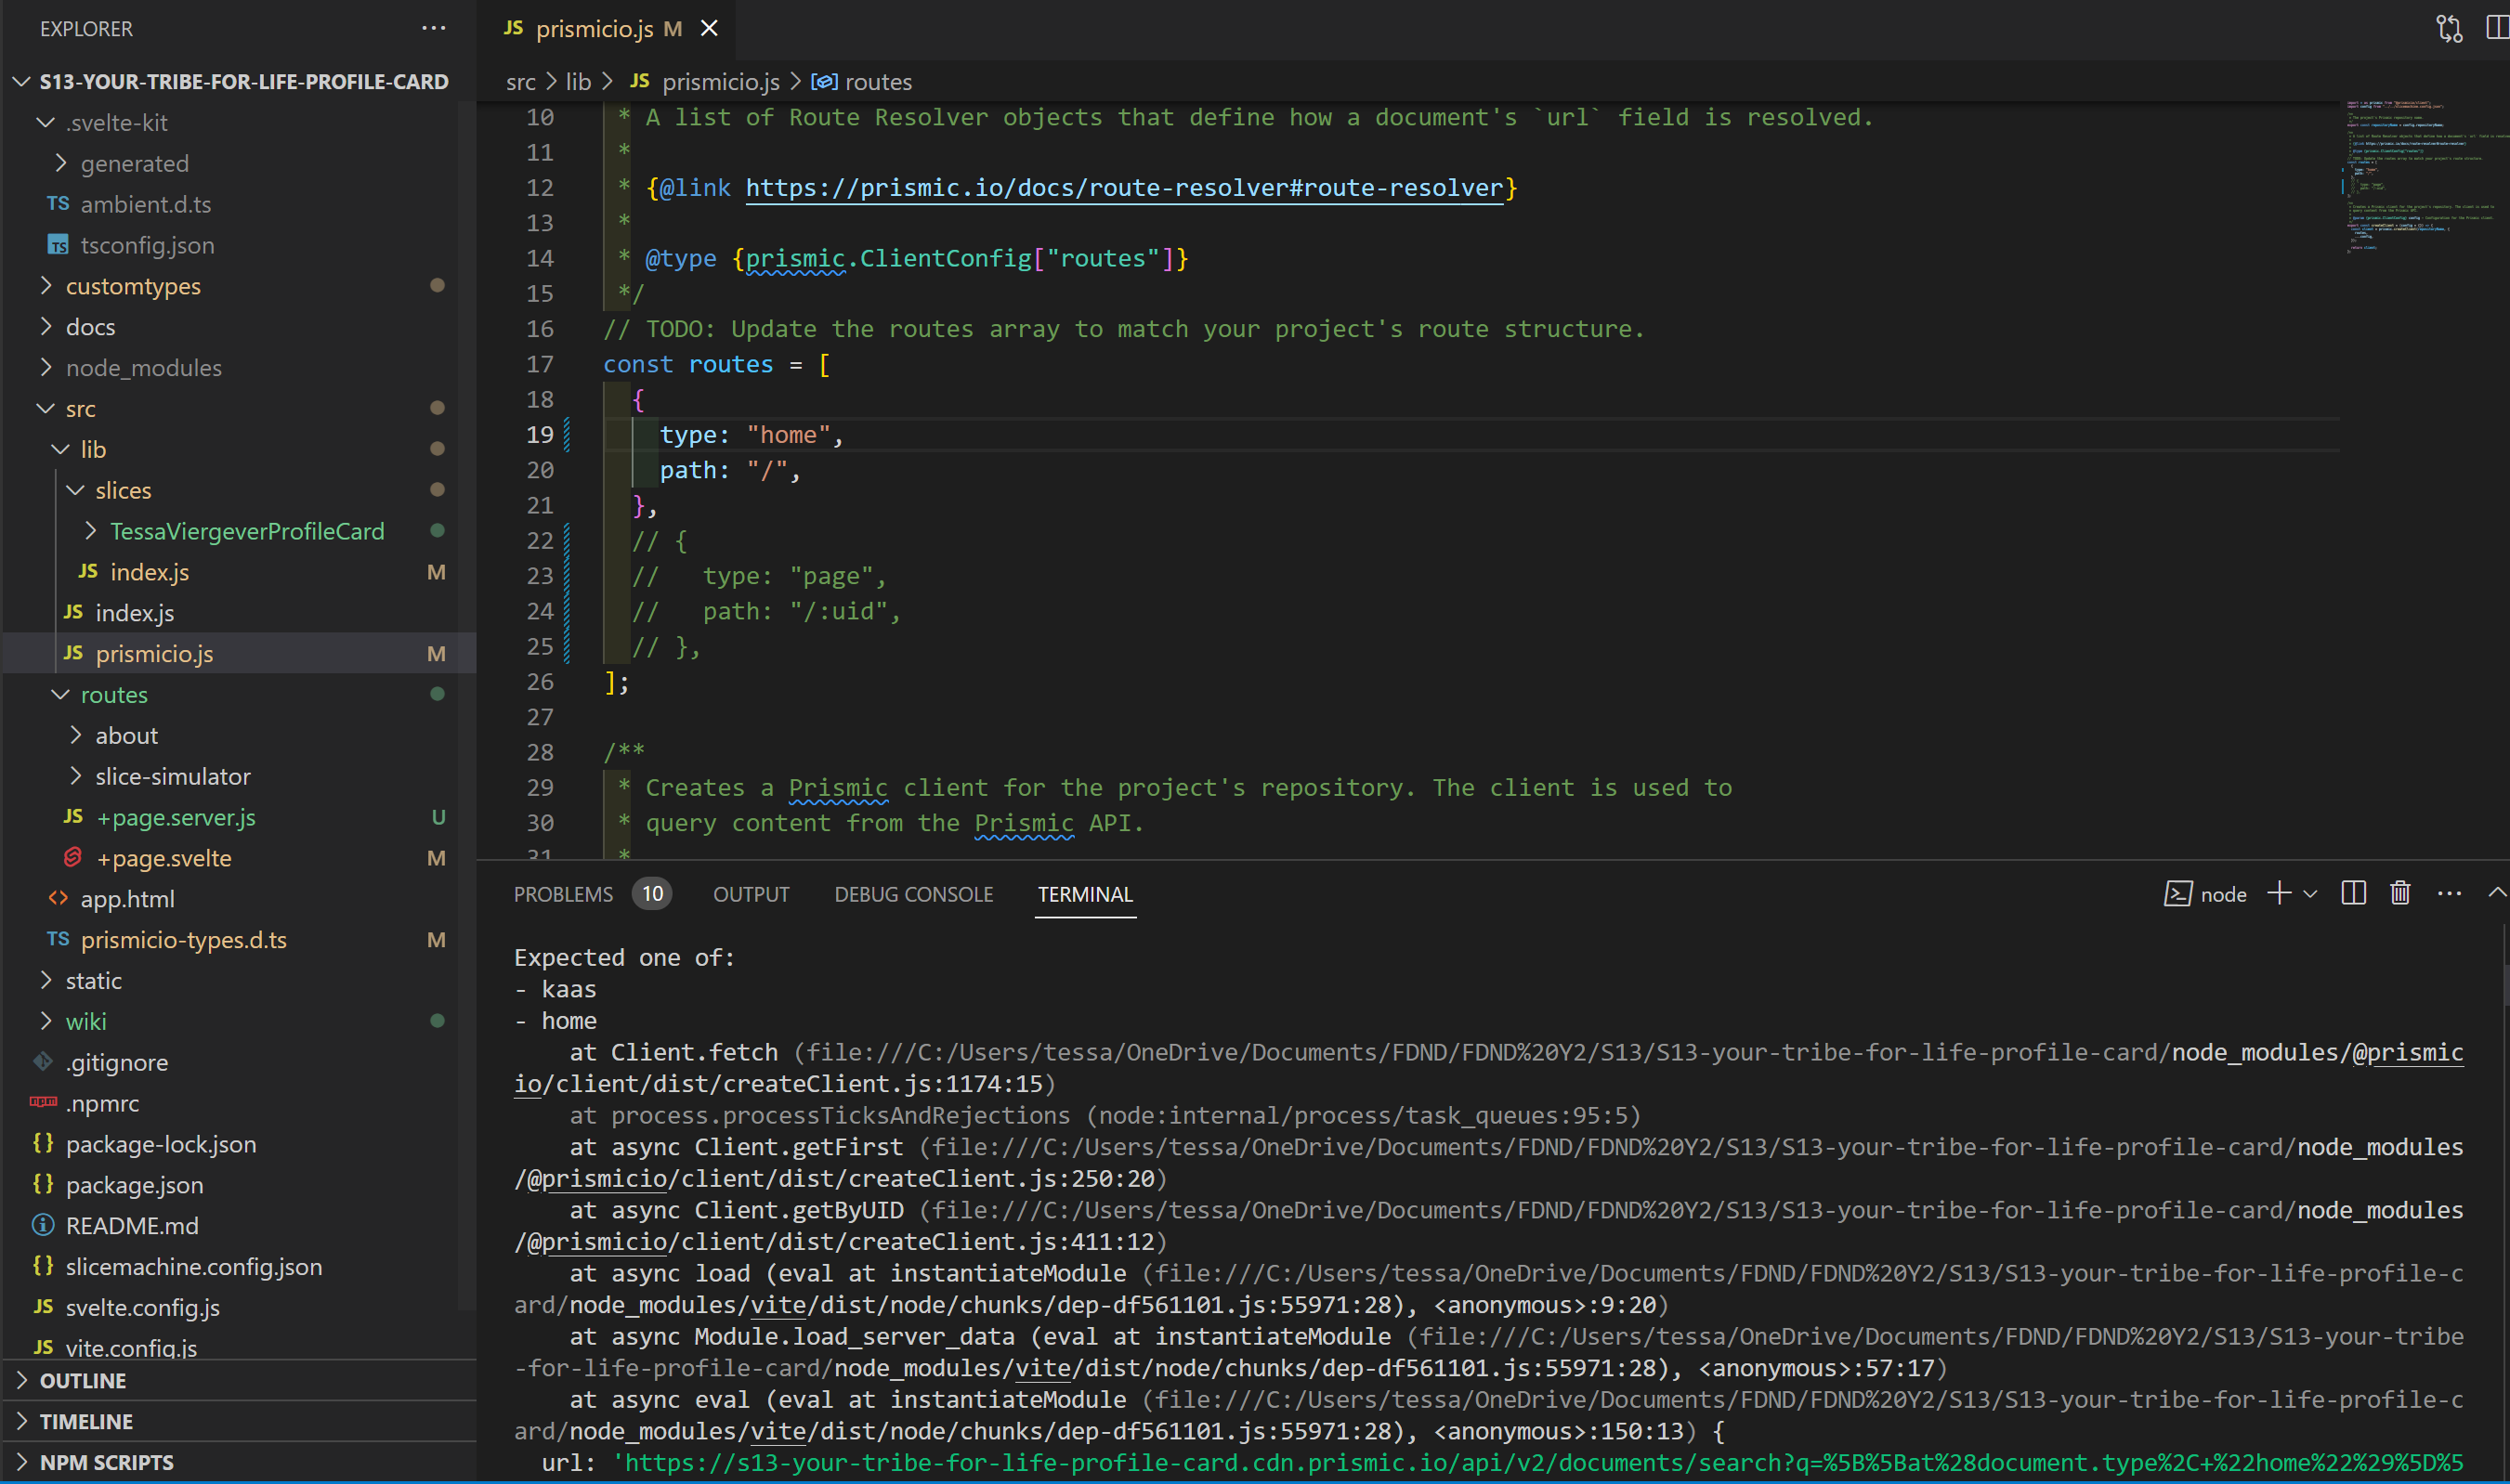 EXPLORER
S13-YOUR-TRIBE-FOR-LIFE-PROFILE-CARD
.svelte-kit
generated
TS ambient.d.ts
TS tsconfig.json
customtypes
docs
node_modules
src
lib
slices
TessaViergeverProfileCard
JS index.js M
JS index.js
JS prismicio.js M
routes
about
slice-simulator
JS +page.server.js U
+page.svelte M
<> app.html
TS prismicio-types.d.ts M
static
wiki
.gitignore
.npmrc
{} package-lock.json
{} package.json
README.md
{} slicemachine.config.json
JS svelte.config.js
JS vite.config.js
OUTLINE
TIMELINE
NPM SCRIPTS
JS prismicio.js M
src > lib > JS prismicio.js > routes
10 * A list of Route Resolver objects that define how a document's `url` field is resolved.
11 *
12 * {@link https://prismic.io/docs/route-resolver#route-resolver}
13 *
14 * @type {prismic.ClientConfig["routes"]}
15 */
16 // TODO: Update the routes array to match your project's route structure.
17 const routes = [
18 {
19 type: "home",
20 path: "/",
21 },
22 // {
23 // type: "page",
24 // path: "/:uid",
25 // },
26 ];
27
28 /**
29 * Creates a Prismic client for the project's repository. The client is used to
30 * query content from the Prismic API.
31 *
PROBLEMS 10 OUTPUT DEBUG CONSOLE TERMINAL
node
Expected one of:
- kaas
- home
at Client.fetch (file:///C:/Users/tessa/OneDrive/Documents/FDND/FDND%20Y2/S13/S13-your-tribe-for-life-profile-card/node_modules/@prismic
io/client/dist/createClient.js:1174:15)
at process.processTicksAndRejections (node:internal/process/task_queues:95:5)
at async Client.getFirst (file:///C:/Users/tessa/OneDrive/Documents/FDND/FDND%20Y2/S13/S13-your-tribe-for-life-profile-card/node_modules
/@prismicio/client/dist/createClient.js:250:20)
at async Client.getByUID (file:///C:/Users/tessa/OneDrive/Documents/FDND/FDND%20Y2/S13/S13-your-tribe-for-life-profile-card/node_modules
/@prismicio/client/dist/createClient.js:411:12)
at async load (eval at instantiateModule (file:///C:/Users/tessa/OneDrive/Documents/FDND/FDND%20Y2/S13/S13-your-tribe-for-life-profile-c
ard/node_modules/vite/dist/node/chunks/dep-df561101.js:55971:28), <anonymous>:9:20)
at async Module.load_server_data (eval at instantiateModule (file:///C:/Users/tessa/OneDrive/Documents/FDND/FDND%20Y2/S13/S13-your-tribe
-for-life-profile-card/node_modules/vite/dist/node/chunks/dep-df561101.js:55971:28), <anonymous>:57:17)
at async eval (eval at instantiateModule (file:///C:/Users/tessa/OneDrive/Documents/FDND/FDND%20Y2/S13/S13-your-tribe-for-life-profile-c
ard/node_modules/vite/dist/node/chunks/dep-df561101.js:55971:28), <anonymous>:150:13) {
url: 'https://s13-your-tribe-for-life-profile-card.cdn.prismic.io/api/v2/documents/search?q=%5B%5Bat%28document.type%2C+%22home%22%29%5D%5